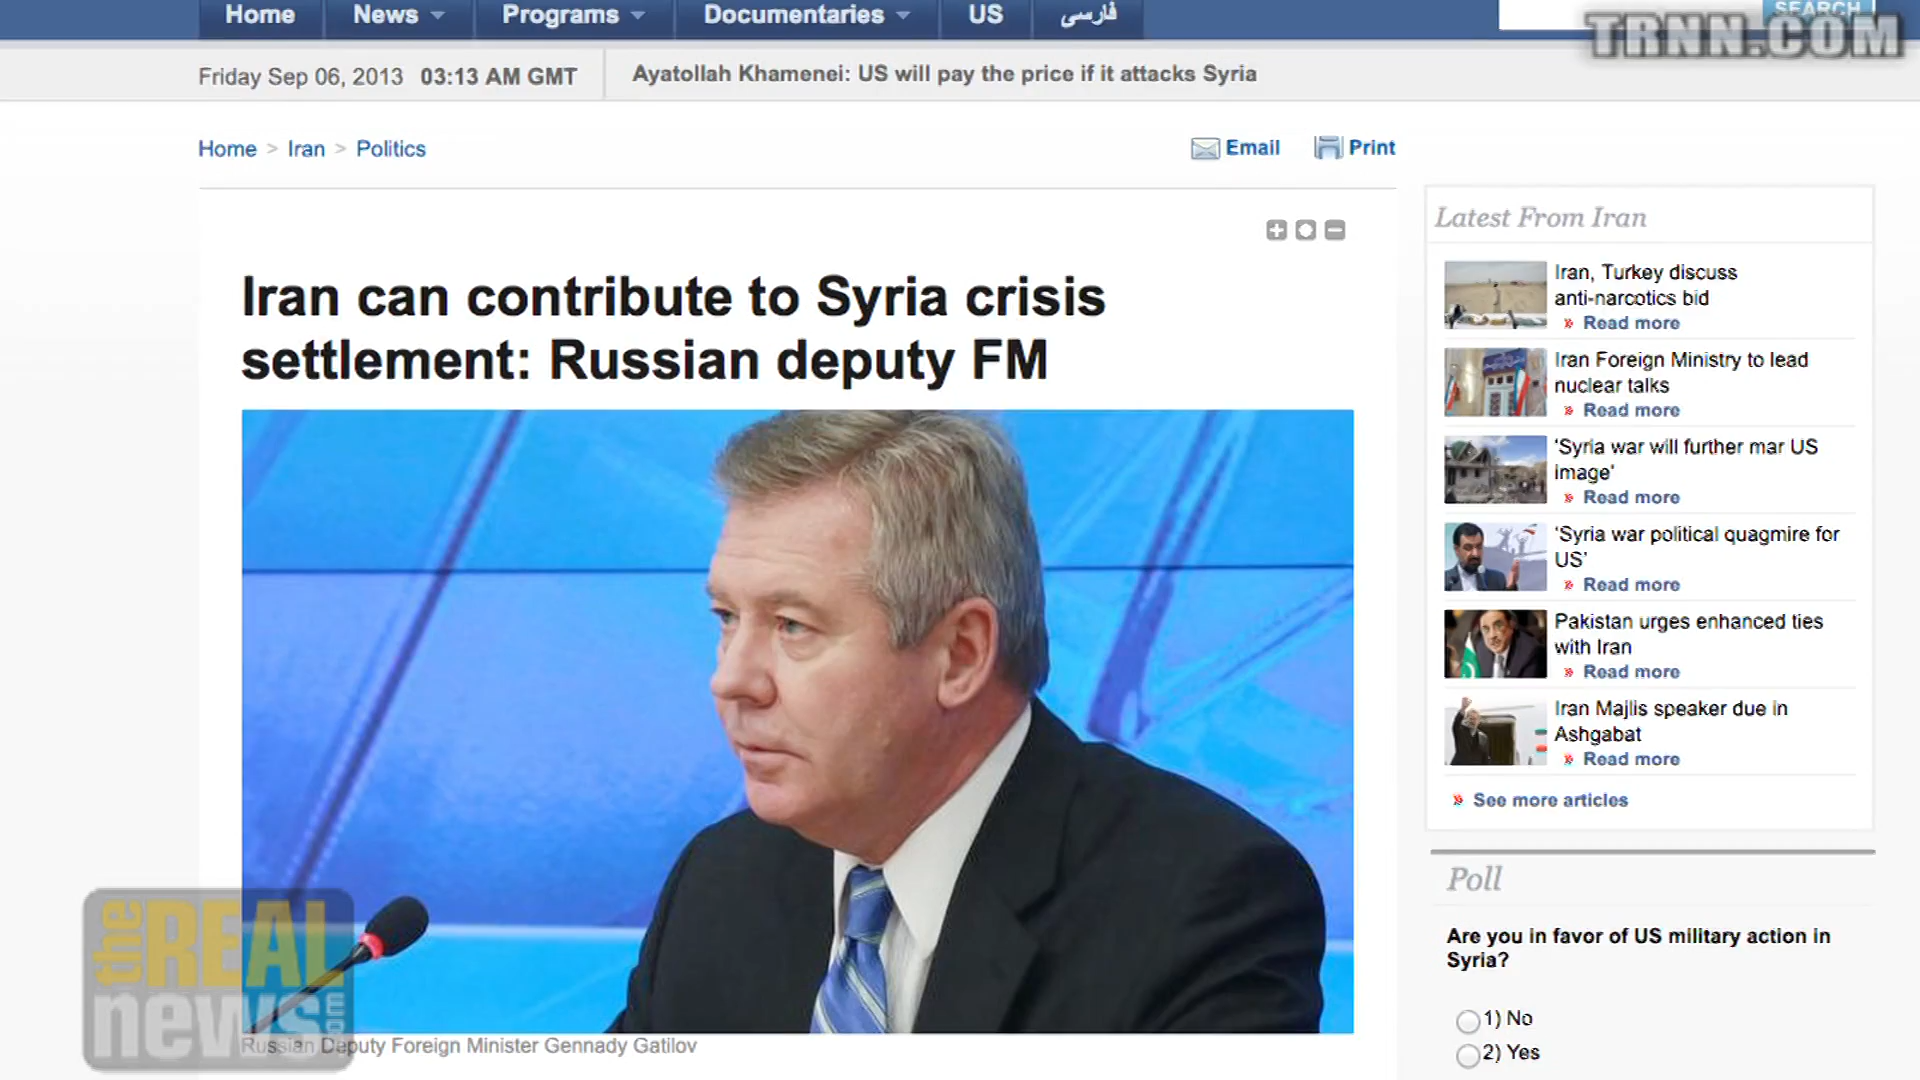 Home News Programs Documentaries US فارسی
SEARCH
TRNN.COM
Friday Sep 06, 2013 03:13 AM GMT
Ayatollah Khamenei: US will pay the price if it attacks Syria
Home > Iran > Politics
Email Print
Iran can contribute to Syria crisis
settlement: Russian deputy FM
Russian Deputy Foreign Minister Gennady Gatilov
the REAL
news.com
Latest From Iran
Iran, Turkey discuss
anti-narcotics bid
Read more
Iran Foreign Ministry to lead
nuclear talks
Read more
'Syria war will further mar US
image'
Read more
'Syria war political quagmire for
US'
Read more
Pakistan urges enhanced ties
with Iran
Read more
Iran Majlis speaker due in
Ashgabat
Read more
See more articles
Poll
Are you in favor of US military action in
Syria?
1) No
2) Yes